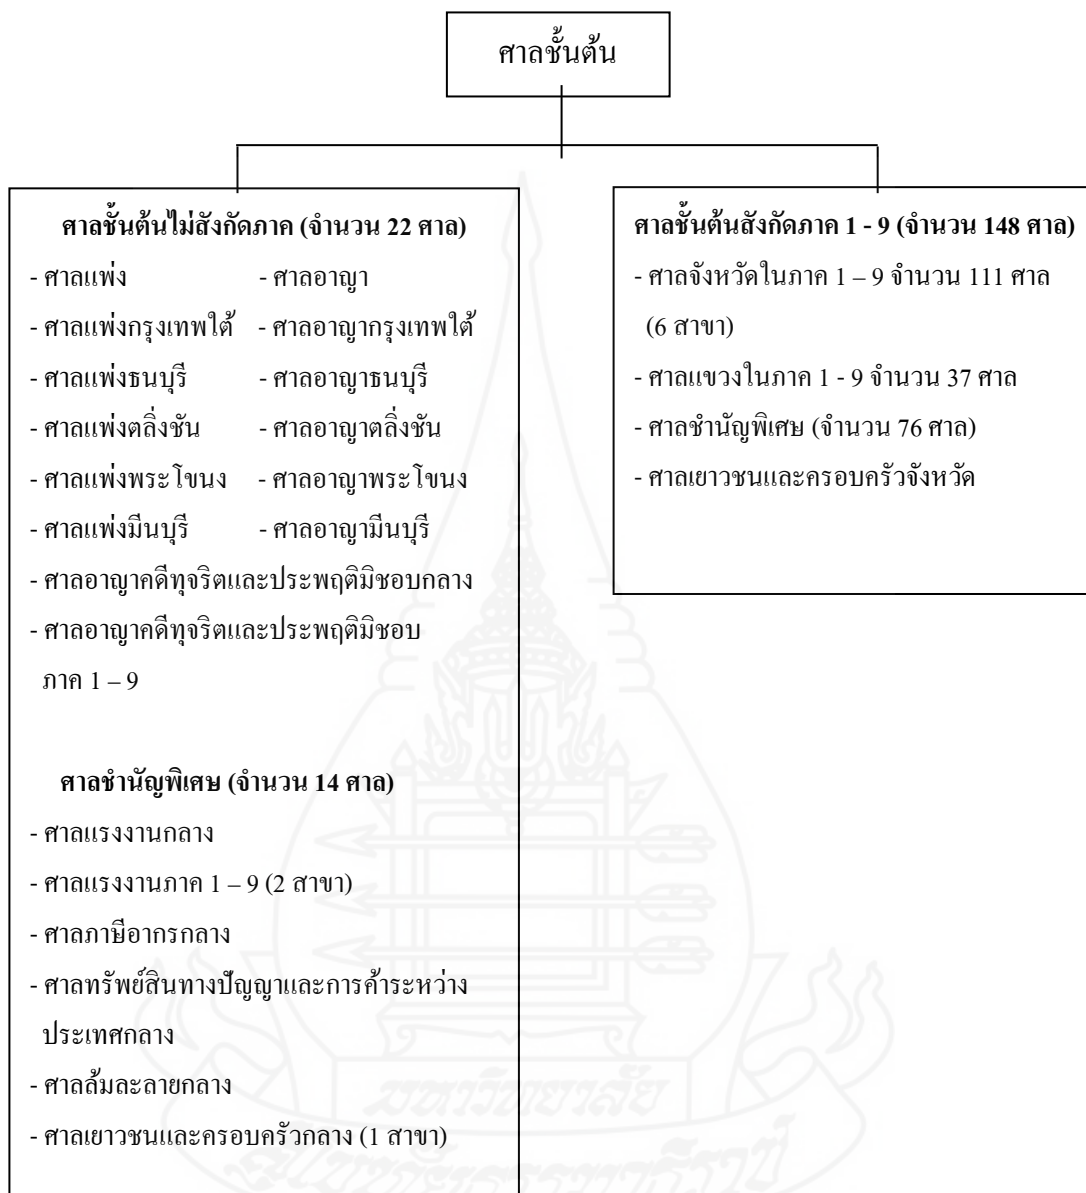 ศาลชั้นต้น
ศาลชั้นต้นไม่สังกัดภาค (จำนวน 22 ศาล)
- ศาลแพ่ง - ศาลอาญา
- ศาลแพ่งกรุงเทพใต้ - ศาลอาญากรุงเทพใต้
- ศาลแพ่งธนบุรี - ศาลอาญาธนบุรี
- ศาลแพ่งตลิ่งชัน - ศาลอาญาตลิ่งชัน
- ศาลแพ่งพระโขนง - ศาลอาญาพระโขนง
- ศาลแพ่งมีนบุรี - ศาลอาญามีนบุรี
- ศาลอาญาคดีทุจริตและประพฤติมิชอบกลาง
- ศาลอาญาคดีทุจริตและประพฤติมิชอบ
ภาค 1 – 9
ศาลชำนัญพิเศษ (จำนวน 14 ศาล)
- ศาลแรงงานกลาง
- ศาลแรงงานภาค 1 – 9 (2 สาขา)
- ศาลภาษีอากรกลาง
- ศาลทรัพย์สินทางปัญญาและการค้าระหว่าง
ประเทศกลาง
- ศาลล้มละลายกลาง
- ศาลเยาวชนและครอบครัวกลาง (1 สาขา)
ศาลชั้นต้นสังกัดภาค 1 - 9 (จำนวน 148 ศาล)
- ศาลจังหวัดในภาค 1 – 9 จำนวน 111 ศาล
(6 สาขา)
- ศาลแขวงในภาค 1 - 9 จำนวน 37 ศาล
- ศาลชำนัญพิเศษ (จำนวน 76 ศาล)
- ศาลเยาวชนและครอบครัวจังหวัด
มหาวิทยาลัย
สุโขทัยธรรมาธิราช